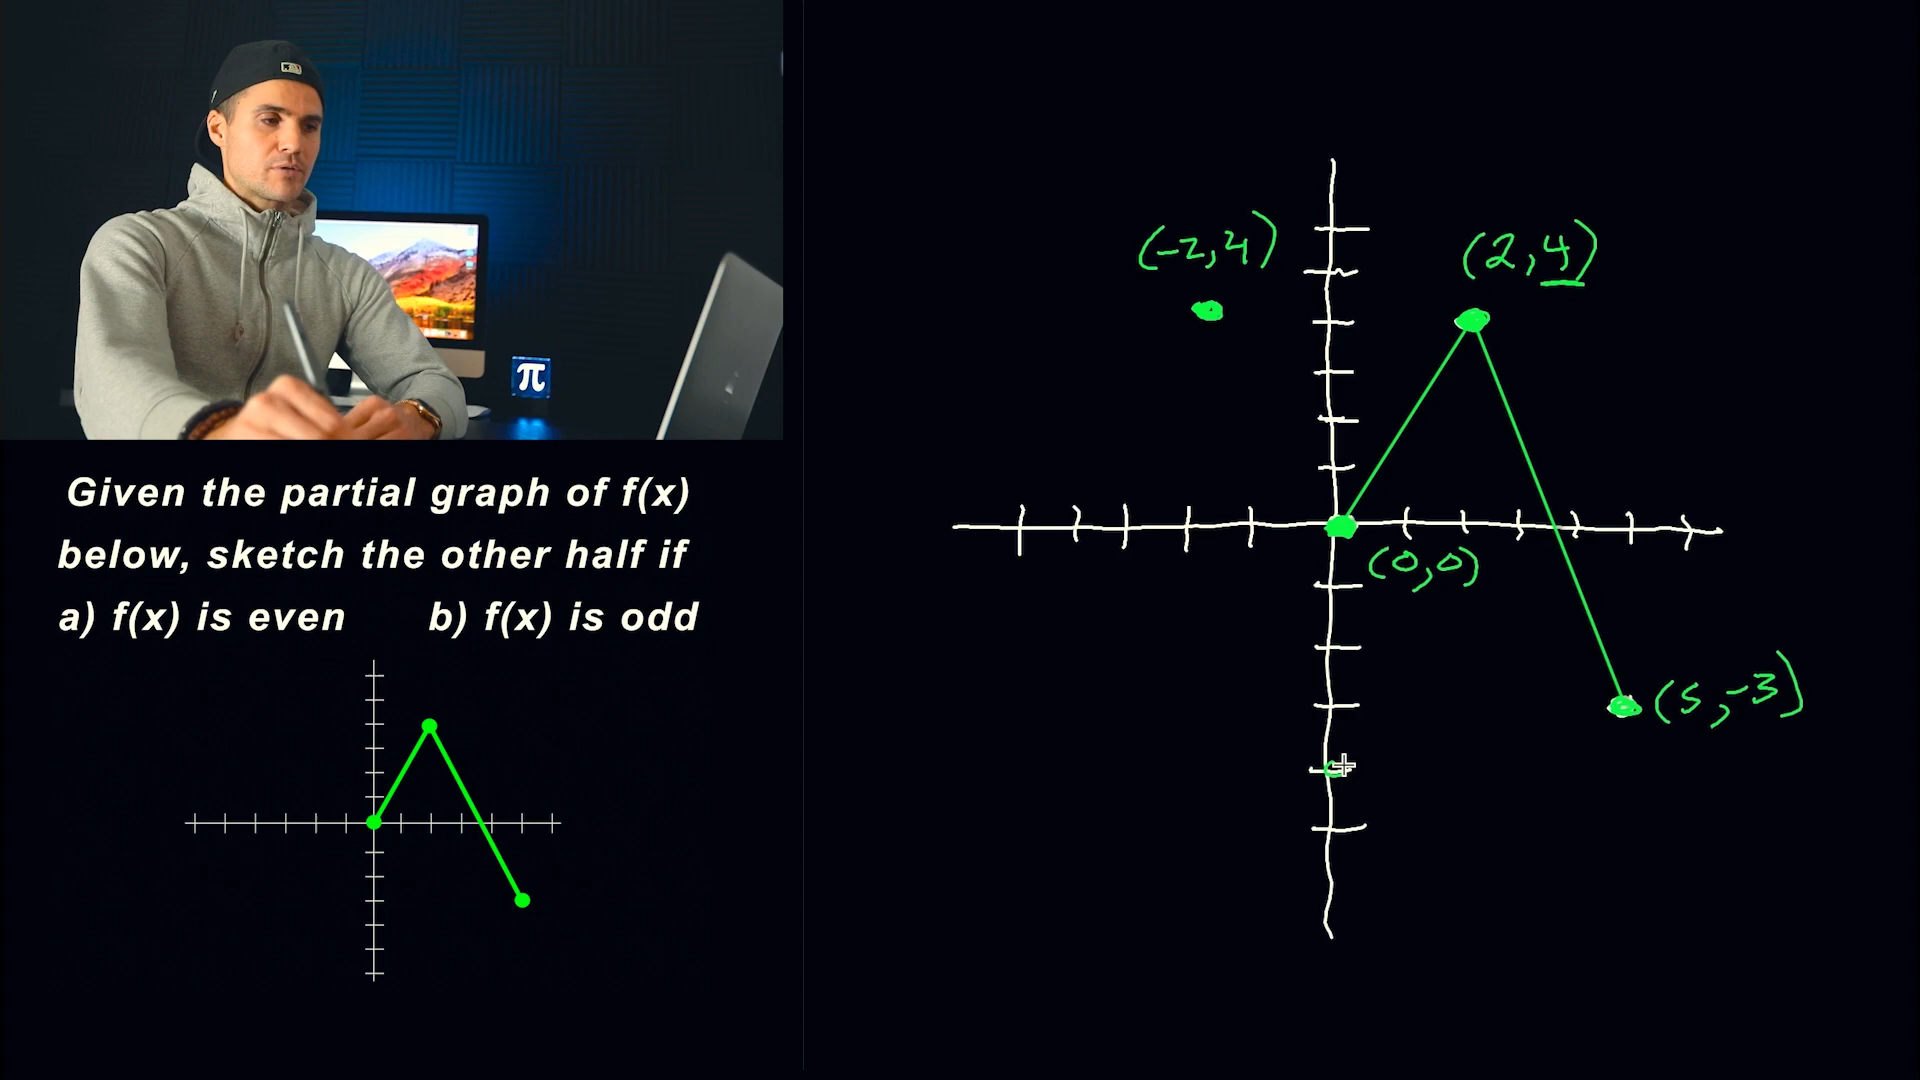 π
Given the partial graph of f(x)
below, sketch the other half if
a) f(x) is even b) f(x) is odd
(-2,4)
(2,4)
(0,0)
(5,-3)